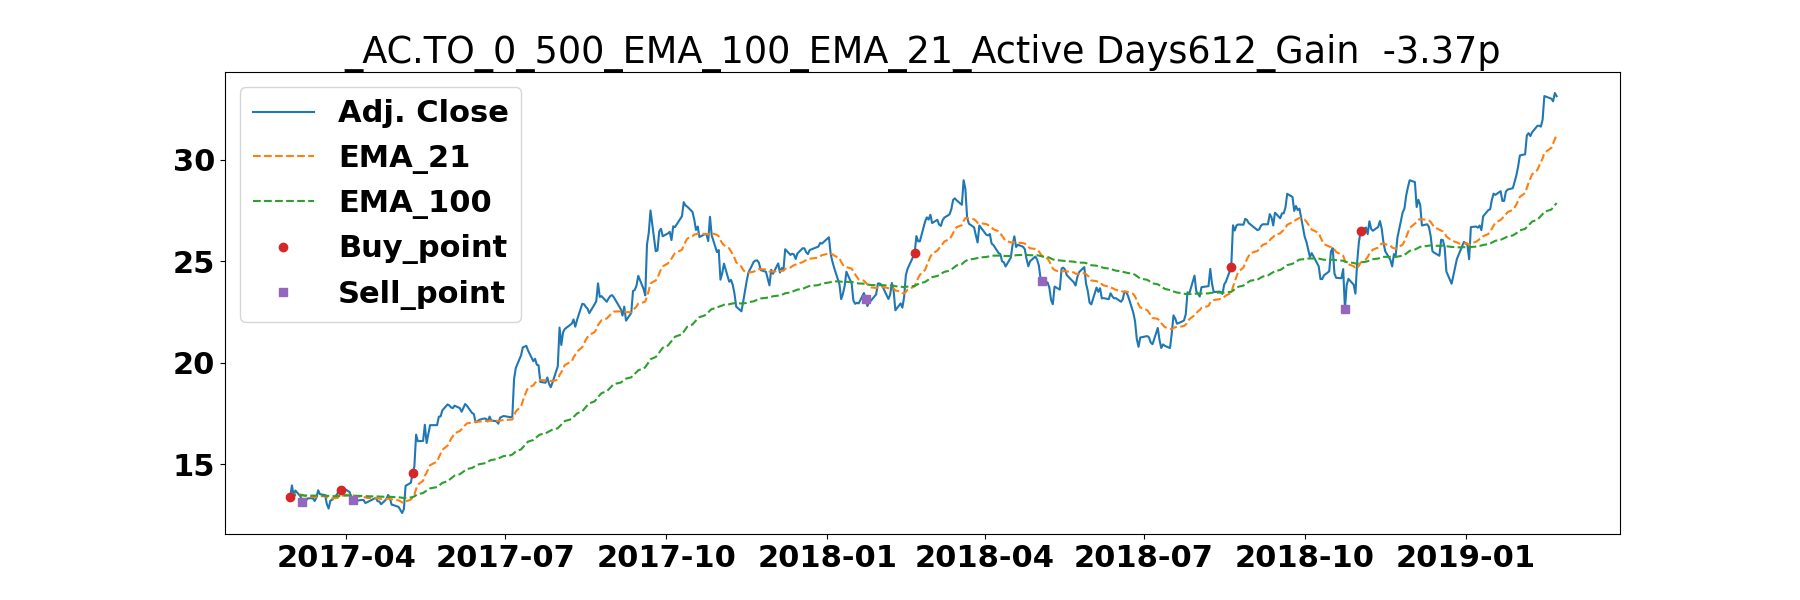 _AC.TO_0_500_EMA_100_EMA_21_Active Days612_Gain  -3.37p
Adj. Close
EMA_21
EMA_100
Buy_point
Sell_point
30
25
20
15
2017-04 2017-07 2017-10 2018-01 2018-04 2018-07 2018-10 2019-01